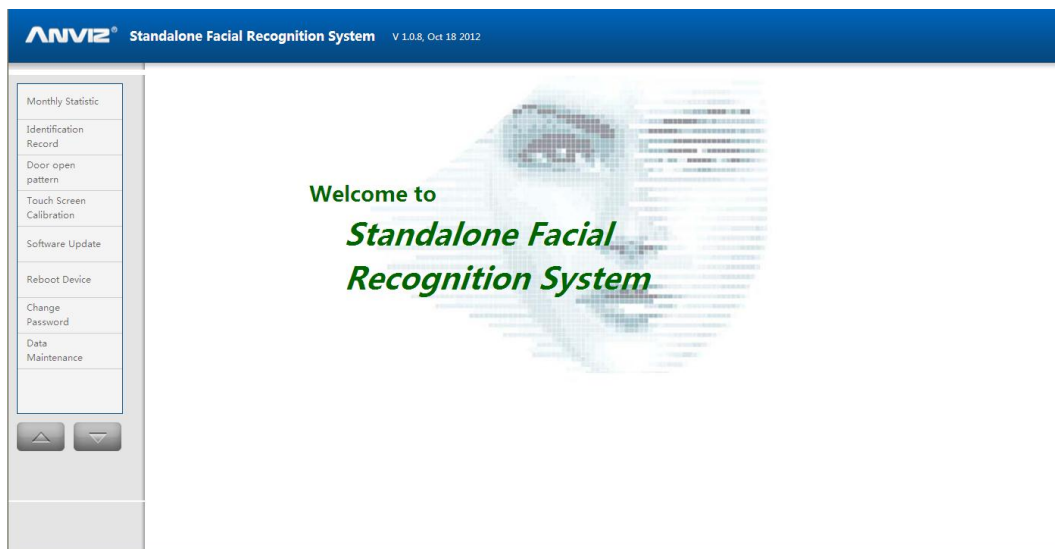 ANVIZ® Standalone Facial Recognition System V 1.0.8, Oct 18 2012
Monthly Statistic
Identification
Record
Door open
pattern
Touch Screen
Calibration
Software Update
Reboot Device
Change
Password
Data
Maintenance
Welcome to
Standalone Facial
Recognition System